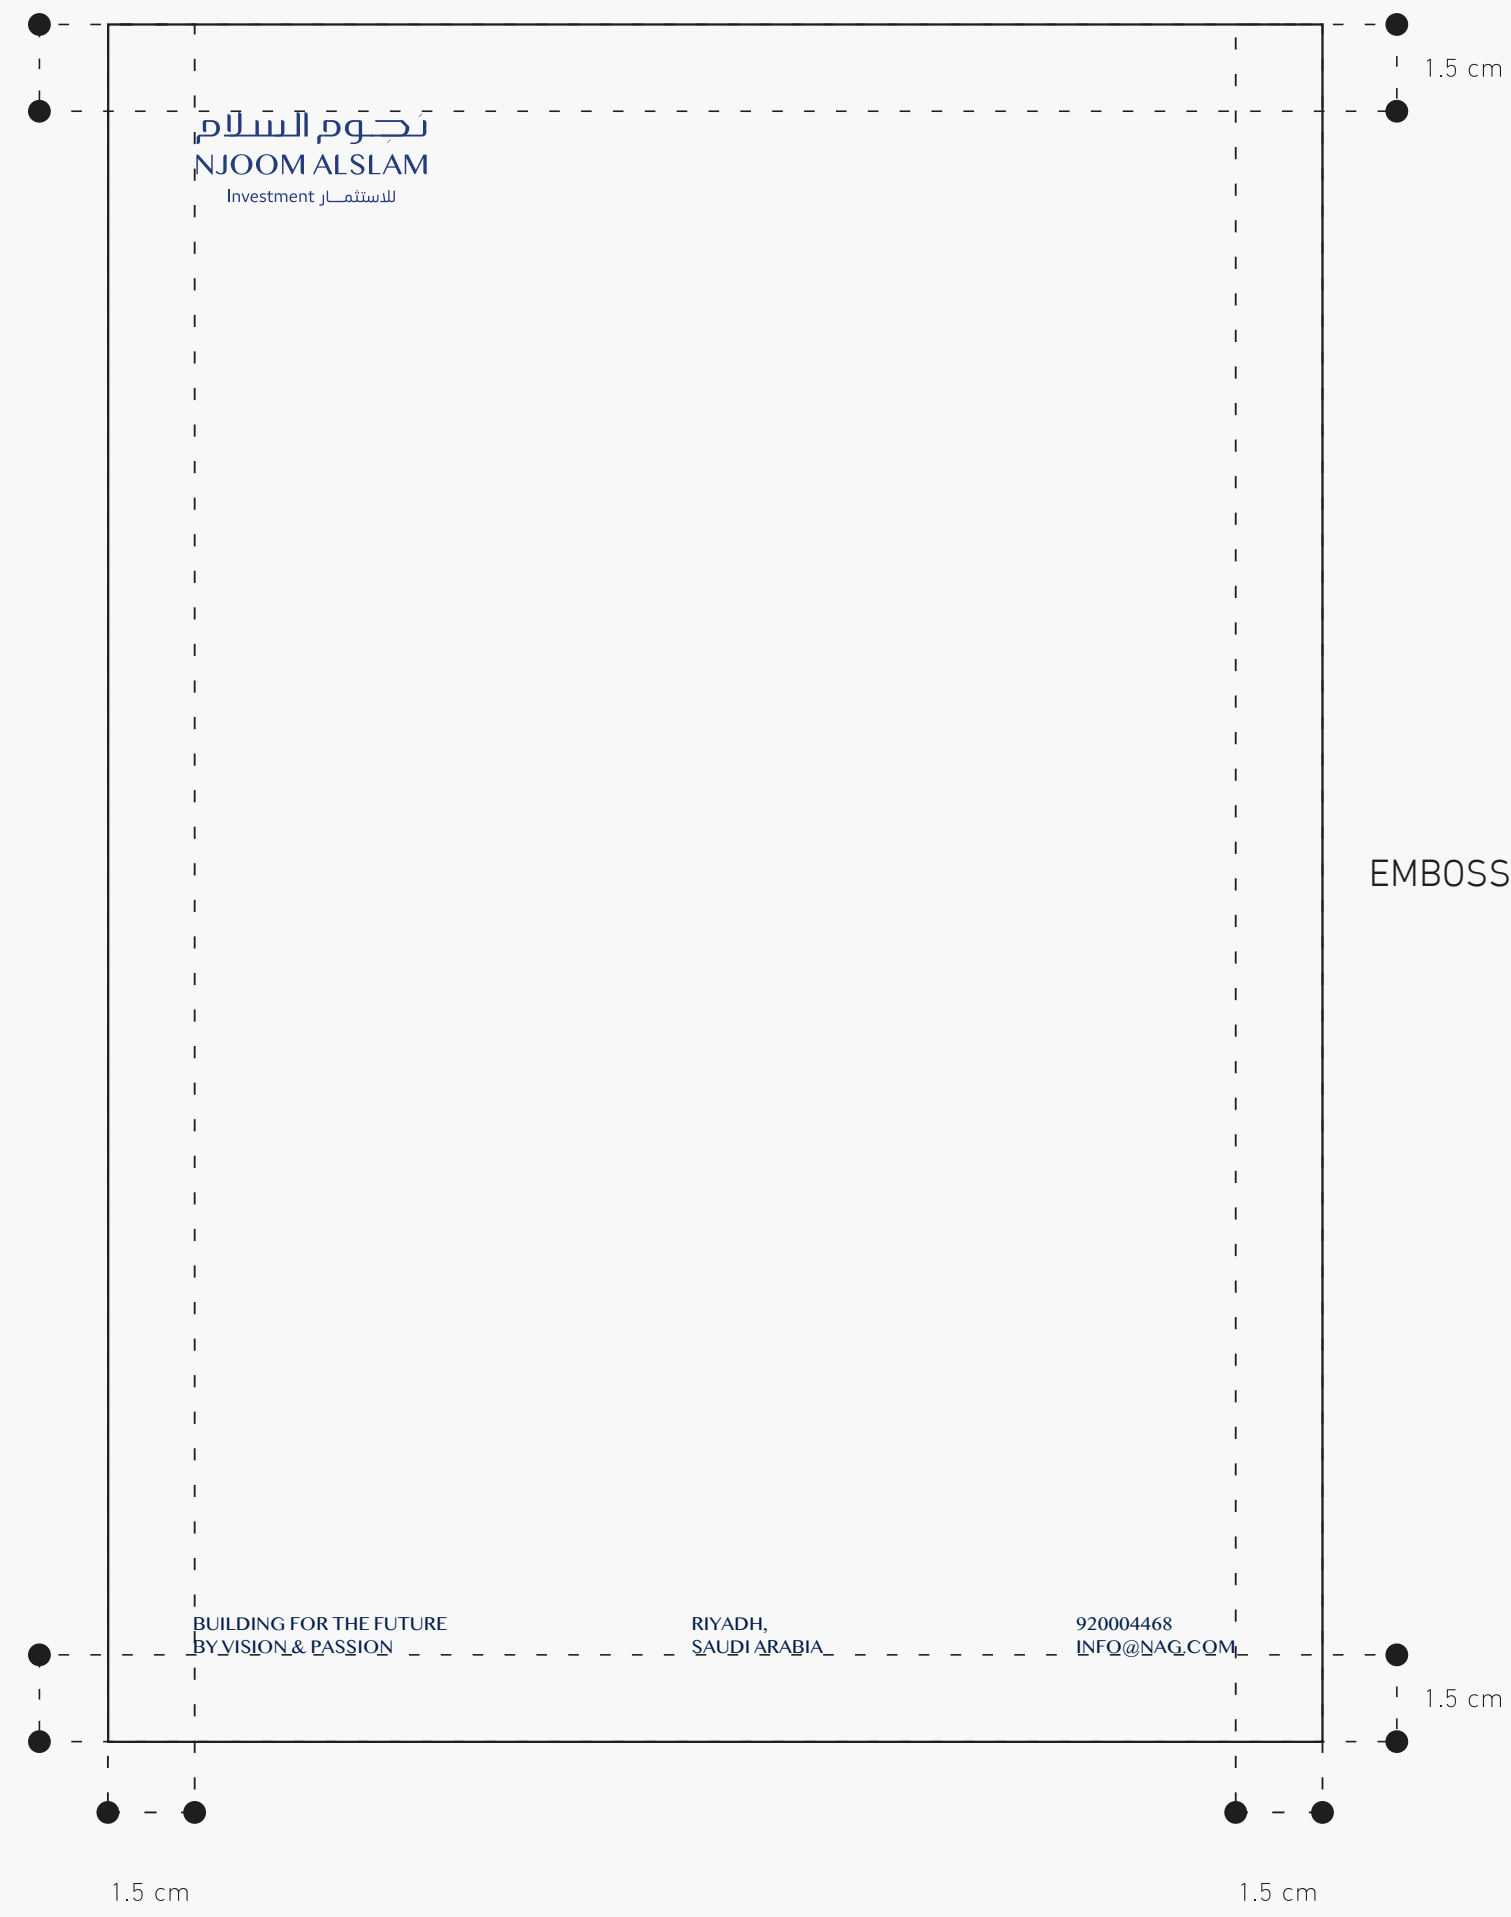 1.5 cm
نجوم السلام
NJOOM ALSLAM
Investment للاستثمـــار
EMBOSS
BUILDING FOR THE FUTURE
BY VISION & PASSION
RIYADH,
SAUDI ARABIA
920004468
INFO@NAG.COM
1.5 cm
1.5 cm
1.5 cm